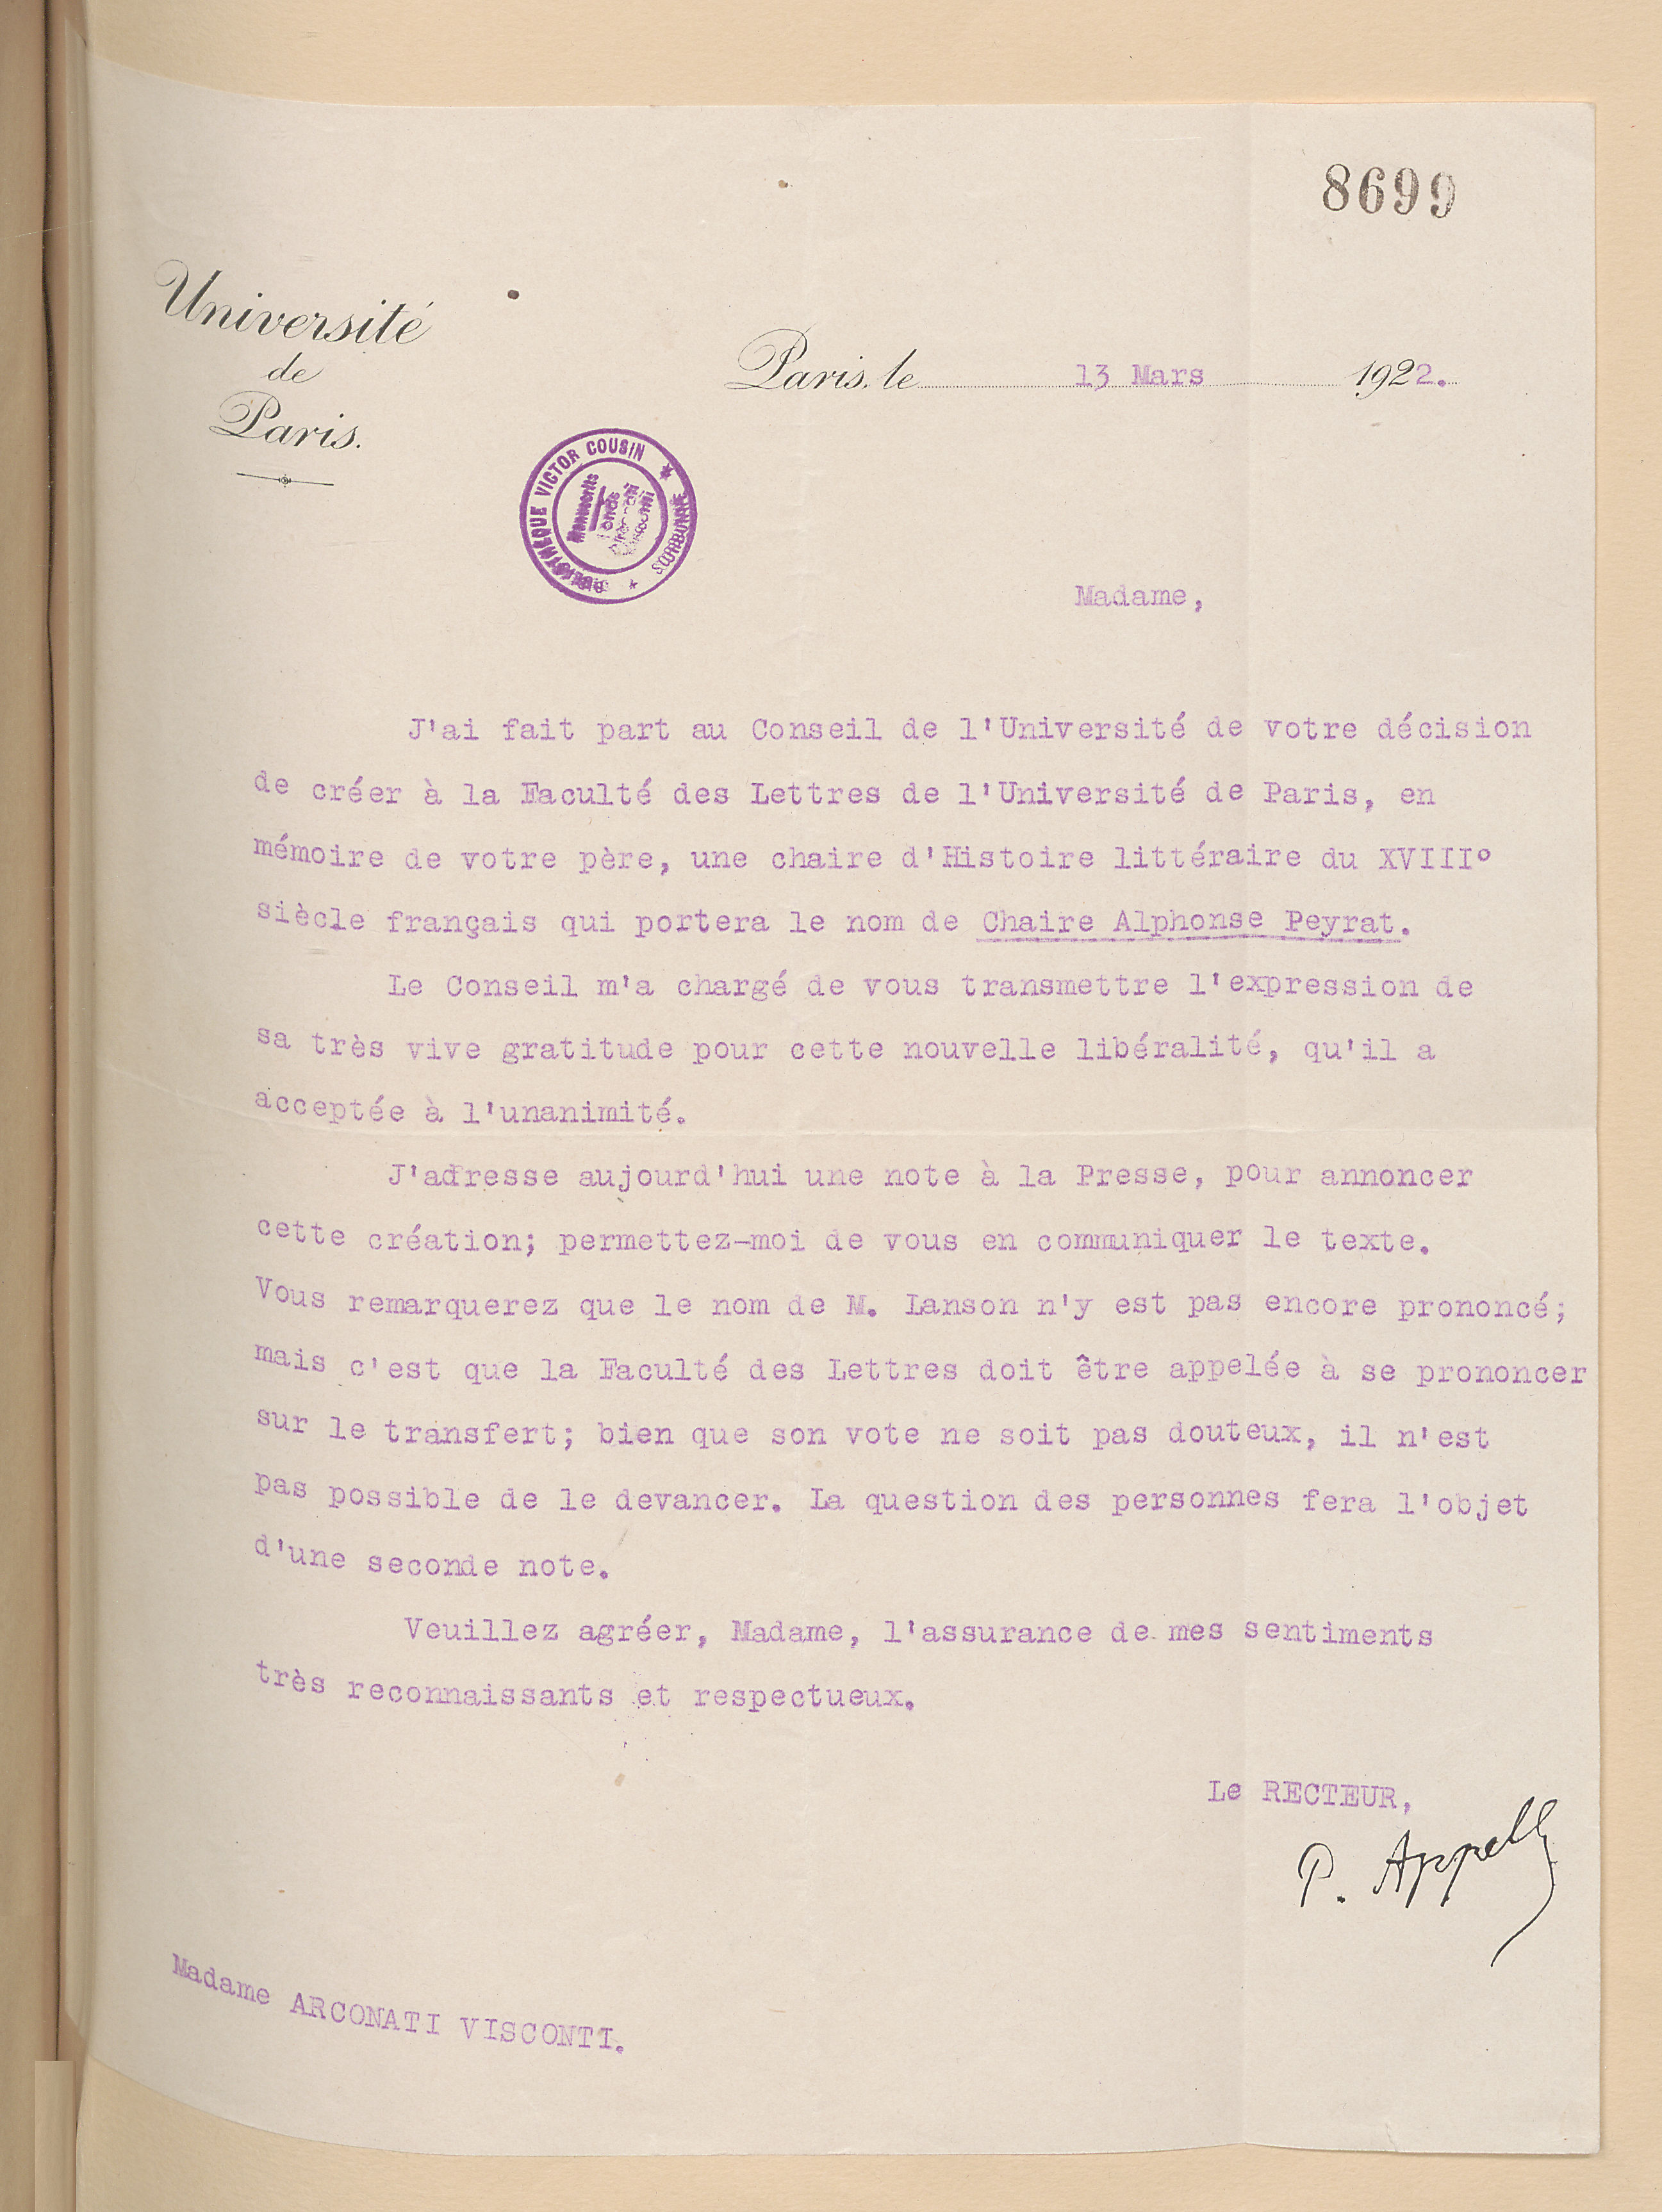 8699
Université
de
Paris.
Paris, le 13 Mars 1922.
BIBLIOTHÈQUE VICTOR COUSIN * SORBONNE *
Manuscrits
Fonds
Madame,
J'ai fait part au Conseil de l'Université de votre décision
de créer à la Faculté des Lettres de l'Université de Paris, en
mémoire de votre père, une chaire d'Histoire littéraire du XVIII°
siècle français qui portera le nom de Chaire Alphonse Peyrat.
Le Conseil m'a chargé de vous transmettre l'expression de
sa très vive gratitude pour cette nouvelle libéralité, qu'il a
acceptée à l'unanimité.
J'adresse aujourd'hui une note à la Presse, pour annoncer
cette création; permettez-moi de vous en communiquer le texte.
Vous remarquerez que le nom de M. Lanson n'y est pas encore prononcé;
mais c'est que la Faculté des Lettres doit être appelée à se prononcer
sur le transfert; bien que son vote ne soit pas douteux, il n'est
pas possible de le devancer. La question des personnes fera l'objet
d'une seconde note.
Veuillez agréer, Madame, l'assurance de mes sentiments
très reconnaissants et respectueux.
Le RECTEUR,
P. Appell
Madame ARCONATI VISCONTI.